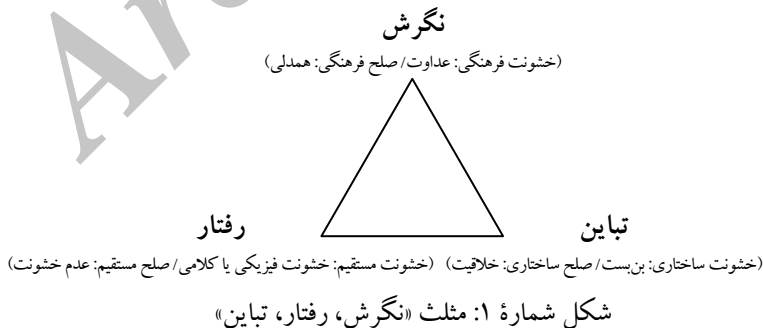 نگرش
(خشونت فرهنگی: عداوت/ صلح فرهنگی: همدلی)
تباین
رفتار
(خشونت ساختاری: بن‌بست/ صلح ساختاری: خلاقیت)
(خشونت مستقیم: خشونت فیزیکی یا کلامی/ صلح مستقیم: عدم خشونت)
شکل شمارهٔ ۱: مثلث «نگرش، رفتار، تباین»